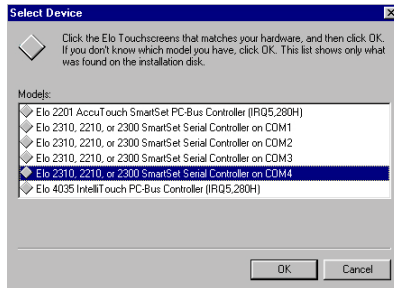 Select Device
Click the Elo Touchscreens that matches your hardware, and then click OK.
If you don't know which model you have, click OK. This list shows only what
was found on the installation disk.
Models:
Elo 2201 AccuTouch SmartSet PC-Bus Controller (IRQ5,280H)
Elo 2310, 2210, or 2300 SmartSet Serial Controller on COM1
Elo 2310, 2210, or 2300 SmartSet Serial Controller on COM2
Elo 2310, 2210, or 2300 SmartSet Serial Controller on COM3
Elo 2310, 2210, or 2300 SmartSet Serial Controller on COM4
Elo 4035 IntelliTouch PC-Bus Controller (IRQ5,280H)
OK Cancel